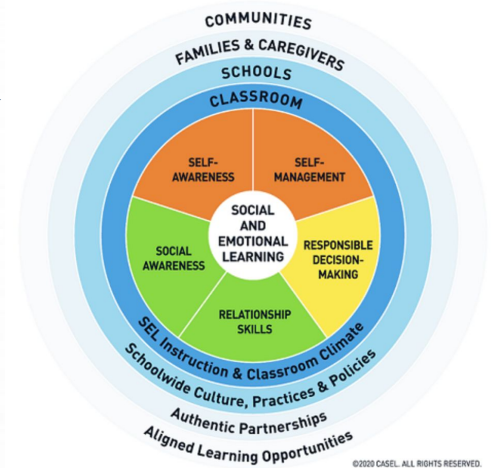 COMMUNITIES
FAMILIES & CAREGIVERS
SCHOOLS
CLASSROOM
SELF-
AWARENESS
SELF-
MANAGEMENT
SOCIAL
AND
EMOTIONAL
LEARNING
SOCIAL
AWARENESS
RESPONSIBLE
DECISION-
MAKING
RELATIONSHIP
SKILLS
SEL Instruction & Classroom Climate
Schoolwide Culture, Practices & Policies
Authentic Partnerships
Aligned Learning Opportunities
©2020 CASEL. ALL RIGHTS RESERVED.